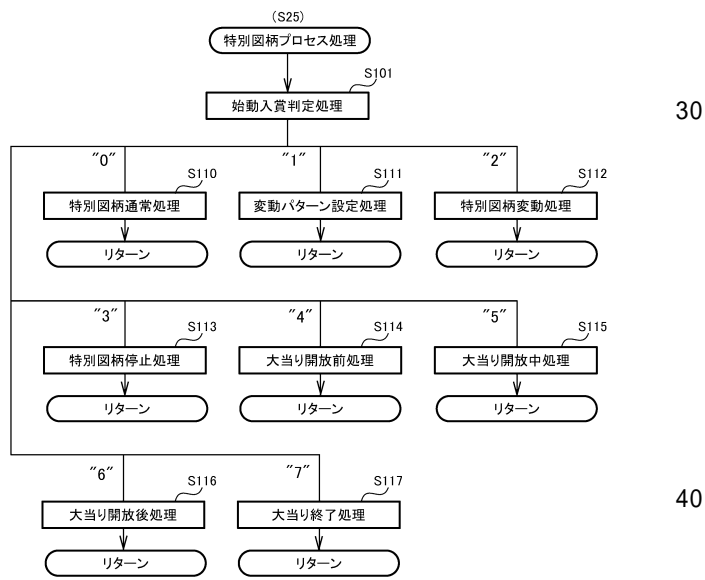 (S25)
特別図柄プロセス処理
S101
始動入賞判定処理
30
"0"
"1"
"2"
S110
S111
S112
特別図柄通常処理
変動パターン設定処理
特別図柄変動処理
リターン
リターン
リターン
"3"
"4"
"5"
S113
S114
S115
特別図柄停止処理
大当り開放前処理
大当り開放中処理
リターン
リターン
リターン
"6"
"7"
S116
S117
40
大当り開放後処理
大当り終了処理
リターン
リターン